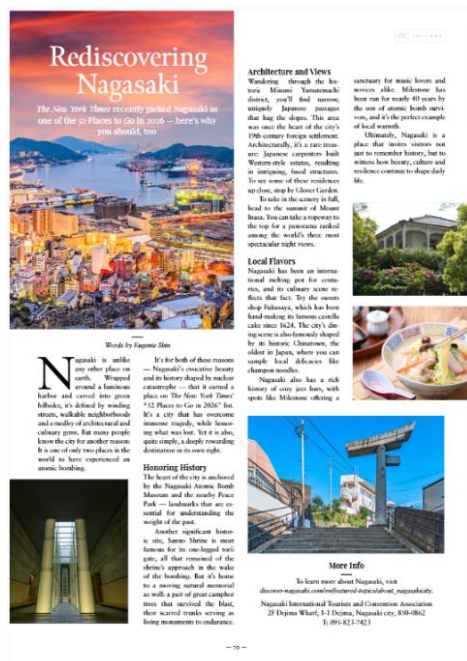 Rediscovering
Nagasaki
The New York Times recently picked Nagasaki as
one of the 52 Places to Go in 2026 — here's why
you should, too
Words by Eugenie Shin
Nagasaki is unlike
any other place on
earth. Wrapped
around a luminous
harbor and carved into green
hillsides, it's defined by winding
streets, walkable neighborhoods
and a medley of architectural and
culinary gems. But many people
know the city for another reason:
It is one of only two places in the
world to have experienced an
atomic bombing.
It's for both of these reasons
— Nagasaki's evocative beauty
and its history shaped by nuclear
catastrophe — that it earned a
place on The New York Times'
"52 Places to Go in 2026" list.
It's a city that has overcome
immense tragedy, while honor-
ing what was lost. Yet it is also,
quite simply, a deeply rewarding
destination in its own right.
Honoring History
The heart of the city is anchored
by the Nagasaki Atomic Bomb
Museum and the nearby Peace
Park — landmarks that are es-
sential for understanding the
weight of the past.
Another significant histor-
ic site, Sanno Shrine is most
famous for its one-legged torii
gate, all that remained of the
shrine's approach in the wake
of the bombing. But it's home
to a moving natural memorial
as well: a pair of great camphor
trees that survived the blast,
their scarred trunks serving as
living monuments to endurance.
Architecture and Views
Wandering through the his-
toric Minami Yamatemachi
district, you'll find narrow,
uniquely Japanese passages
that hug the slopes. This area
was once the heart of the city's
19th-century foreign settlement.
Architecturally, it's a rare treas-
ure: Japanese carpenters built
Western-style estates, resulting
in intriguing, fused structures.
To see some of these residences
up close, stop by Glover Garden.
To take in the scenery in full,
head to the summit of Mount
Inasa. You can take a ropeway to
the top for a panorama ranked
among the world's three most
spectacular night views.
Local Flavors
Nagasaki has been an interna-
tional melting pot for centu-
ries, and its culinary scene re-
flects that fact. Try the sweets
shop Fukusaya, which has been
hand-making its famous castella
cake since 1624. The city's din-
ing scene is also famously shaped
by its historic Chinatown, the
oldest in Japan, where you can
sample local delicacies like
champon noodles.
Nagasaki also has a rich
history of cozy jazz bars, with
spots like Milestone offering a
sanctuary for music lovers and
novices alike. Milestone has
been run for nearly 40 years by
the son of atomic bomb survi-
vors, and it's the perfect example
of local warmth.
Ultimately, Nagasaki is a
place that invites visitors not
just to remember history, but to
witness how beauty, culture and
resilience continue to shape daily
life.
More Info
To learn more about Nagasaki, visit
discover-nagasaki.com/en/featured-topics/about_nagasakicity.
Nagasaki International Tourism and Convention Association
2F Dejima Wharf, 1-1 Dejima, Nagasaki city, 850-0862
T: 095-823-7423